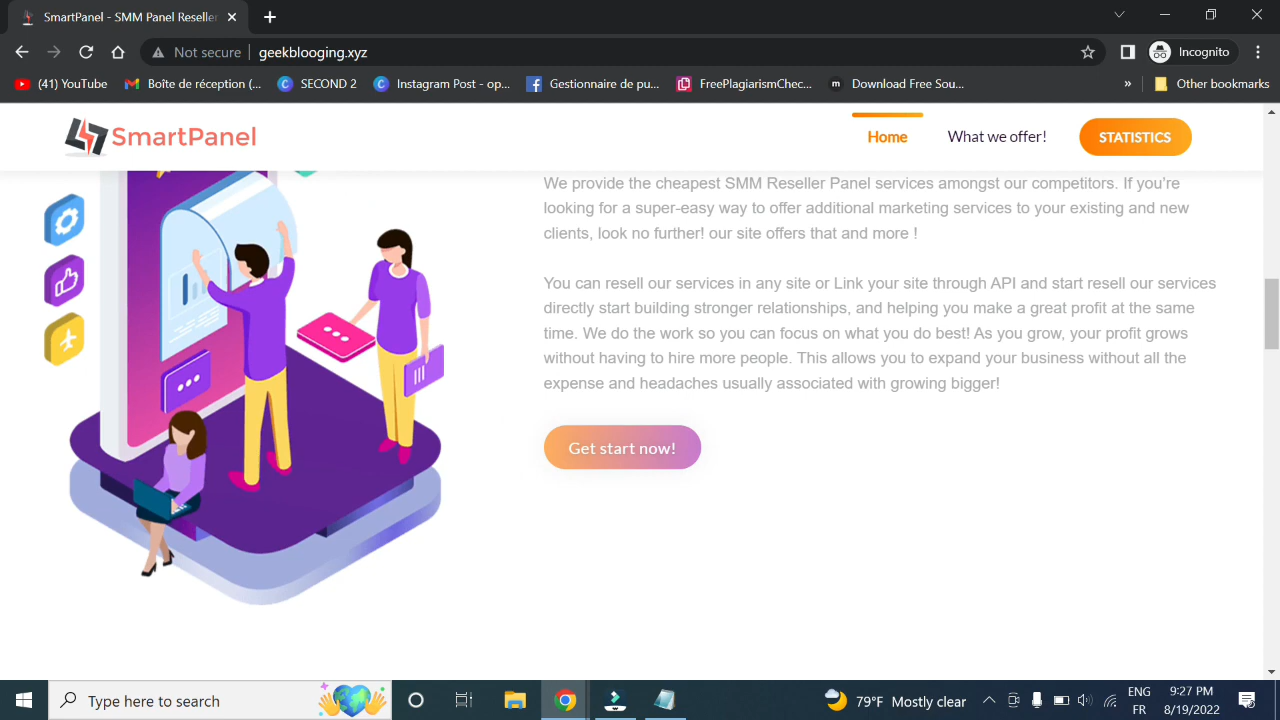 SmartPanel - SMM Panel Reseller
Not secure
geekblooging.xyz
Incognito
(41) YouTube
Boîte de réception (...
SECOND 2
Instagram Post - op...
Gestionnaire de pu...
FreePlagiarismChec...
Download Free Sou...
»
Other bookmarks
SmartPanel
Home
What we offer!
STATISTICS
We provide the cheapest SMM Reseller Panel services amongst our competitors. If you're
looking for a super-easy way to offer additional marketing services to your existing and new
clients, look no further! our site offers that and more !
You can resell our services in any site or Link your site through API and start resell our services
directly start building stronger relationships, and helping you make a great profit at the same
time. We do the work so you can focus on what you do best! As you grow, your profit grows
without having to hire more people. This allows you to expand your business without all the
expense and headaches usually associated with growing bigger!
Get start now!
Type here to search
79°F Mostly clear
ENG
FR
9:27 PM
8/19/2022